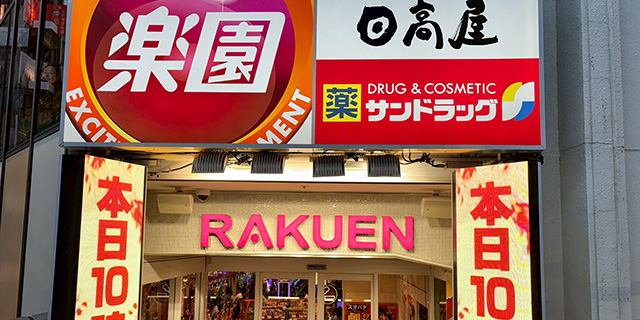 楽園
EXCIT
MENT
日高屋
DRUG & COSMETIC
薬 サンドラッグ
RAKUEN
本日10時
本日10